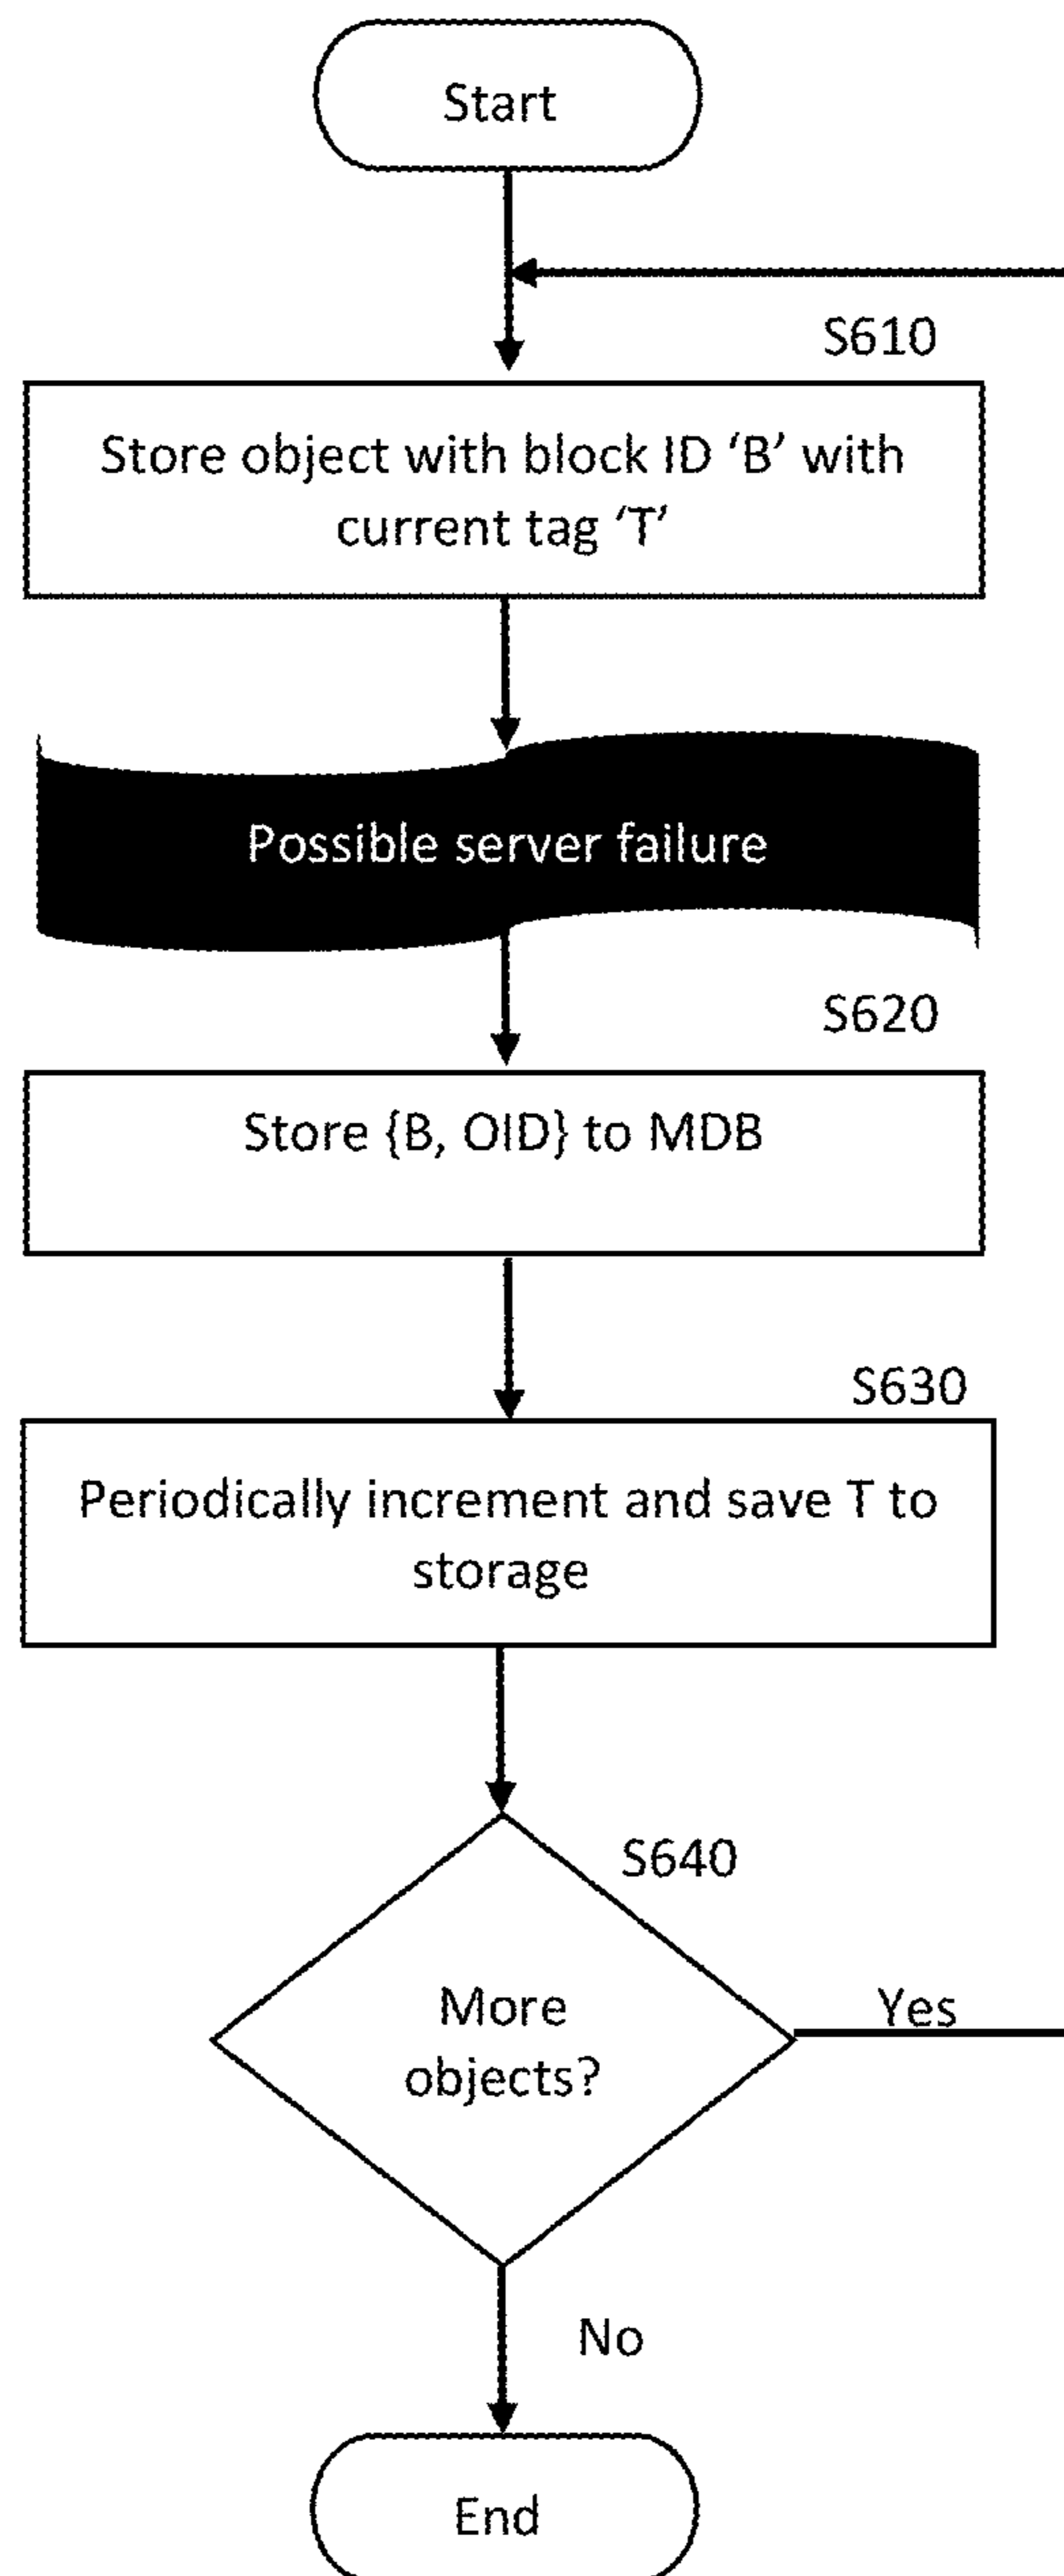 Start
S610
Store object with block ID ‘B’ with
current tag ‘T’
Possible server failure
S620
Store {B, OID} to MDB
S630
Periodically increment and save T to
storage
S640
More
objects?
Yes
No
End